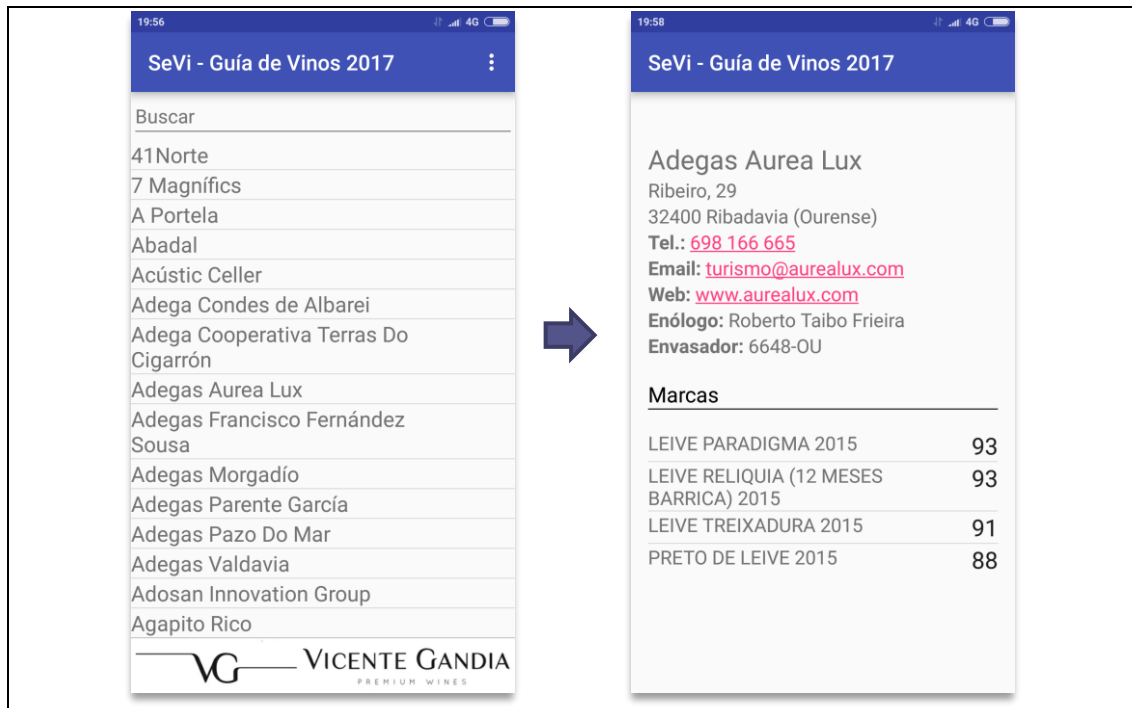 19:56
4G
SeVi - Guía de Vinos 2017
Buscar
41Norte
7 Magnífics
A Portela
Abadal
Acústic Celler
Adega Condes de Albarei
Adega Cooperativa Terras Do
Cigarrón
Adegas Aurea Lux
Adegas Francisco Fernández
Sousa
Adegas Morgadío
Adegas Parente García
Adegas Pazo Do Mar
Adegas Valdavia
Adosan Innovation Group
Agapito Rico
VG VICENTE GANDIA
PREMIUM WINES
19:58
4G
SeVi - Guía de Vinos 2017
Adegas Aurea Lux
Ribeiro, 29
32400 Ribadavia (Ourense)
Tel.: 698 166 665
Email: turismo@aurealux.com
Web: www.aurealux.com
Enólogo: Roberto Taibo Frieira
Envasador: 6648-OU
Marcas
LEIVE PARADIGMA 2015 93
LEIVE RELIQUIA (12 MESES 93
BARRICA) 2015
LEIVE TREIXADURA 2015 91
PRETO DE LEIVE 2015 88